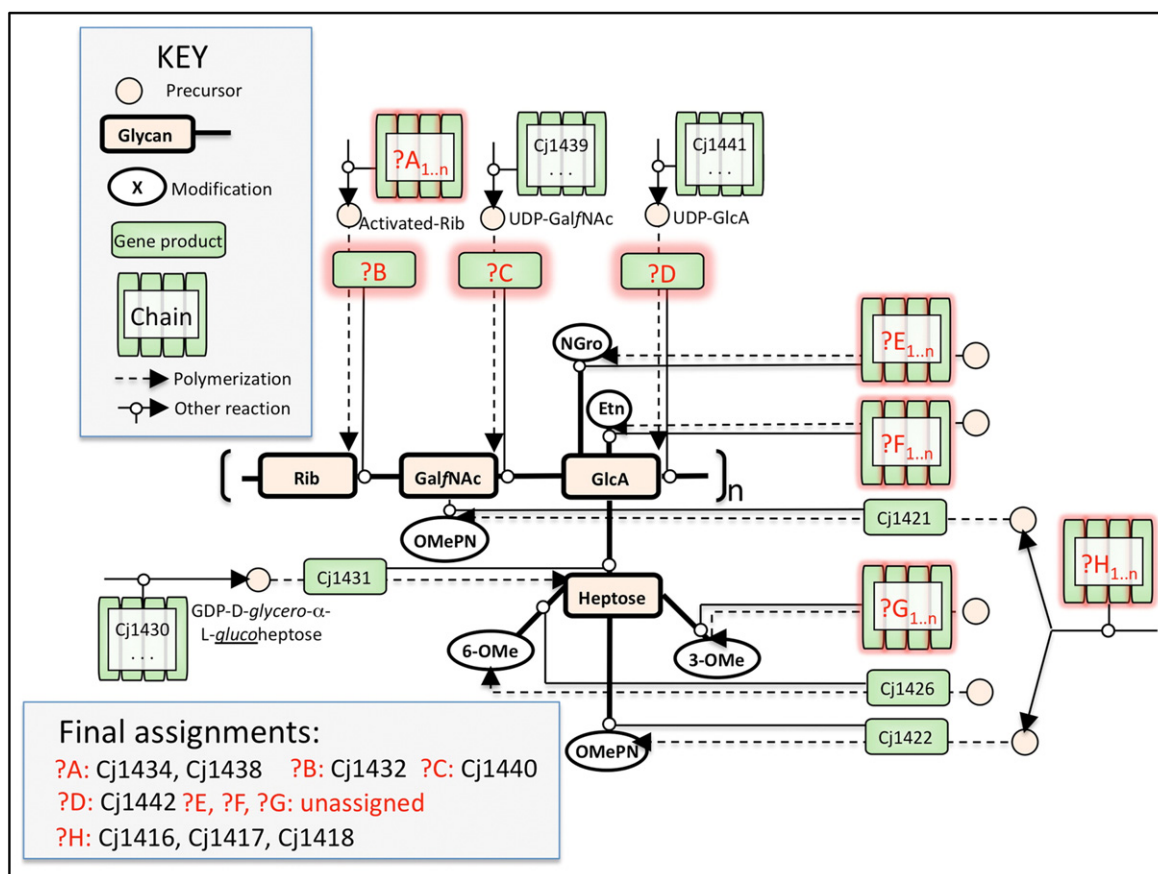 KEY
Precursor
Glycan
X Modification
Gene product
Chain
Polymerization
Other reaction
?A1..n
Cj1439
...
Cj1441
...
Activated-Rib
UDP-GalfNAc
UDP-GlcA
?B
?C
?D
NGro
?E1..n
Etn
?F1..n
Rib
GalfNAc
GlcA
n
OMePN
Cj1421
?H1..n
Cj1431
Heptose
?G1..n
GDP-D-glycero-α-
L-glucoheptose
Cj1430
...
6-OMe
3-OMe
Cj1426
OMePN
Cj1422
Final assignments:
?A: Cj1434, Cj1438 ?B: Cj1432 ?C: Cj1440
?D: Cj1442 ?E, ?F, ?G: unassigned
?H: Cj1416, Cj1417, Cj1418